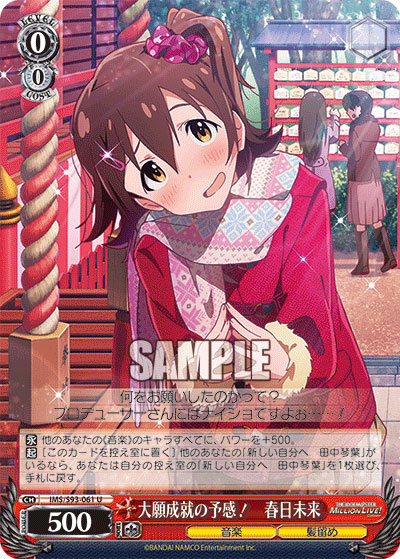 LEVEL
0
0
COST
SAMPLE
何をお願いしたのかって?
プロデューサーさんにはナイショですよぉ……!
永 他のあなたの《音楽》のキャラすべてに、パワーを+500。
起 [このカードを控え室に置く] 他のあなたの「新しい自分へ 田中琴葉」が
いるなら、あなたは自分の控え室の「新しい自分へ 田中琴葉」を1枚選び、
手札に戻す。
CH IMS/S93-061 U
500
大願成就の予感! 春日未来
THE IDOLM@STER
MILLION LIVE!
音楽 髪留め
©BANDAI NAMCO Entertainment Inc.